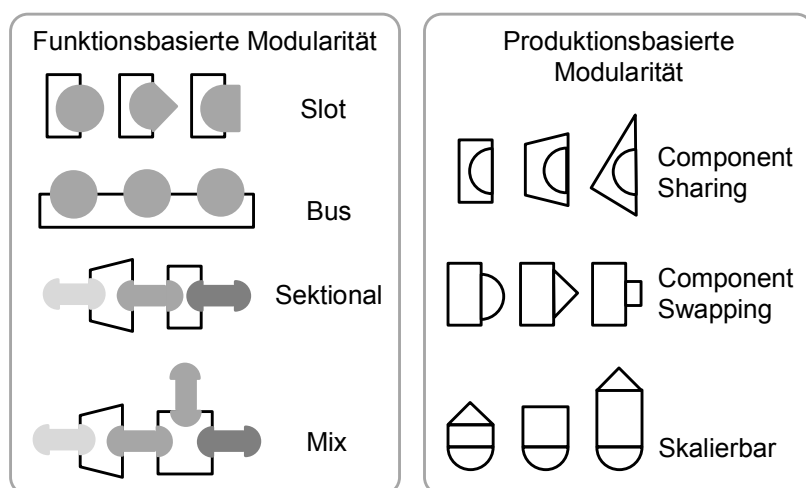 Funktionsbasierte Modularität
Slot
Bus
Sektional
Mix
Produktionsbasierte
Modularität
Component
Sharing
Component
Swapping
Skalierbar